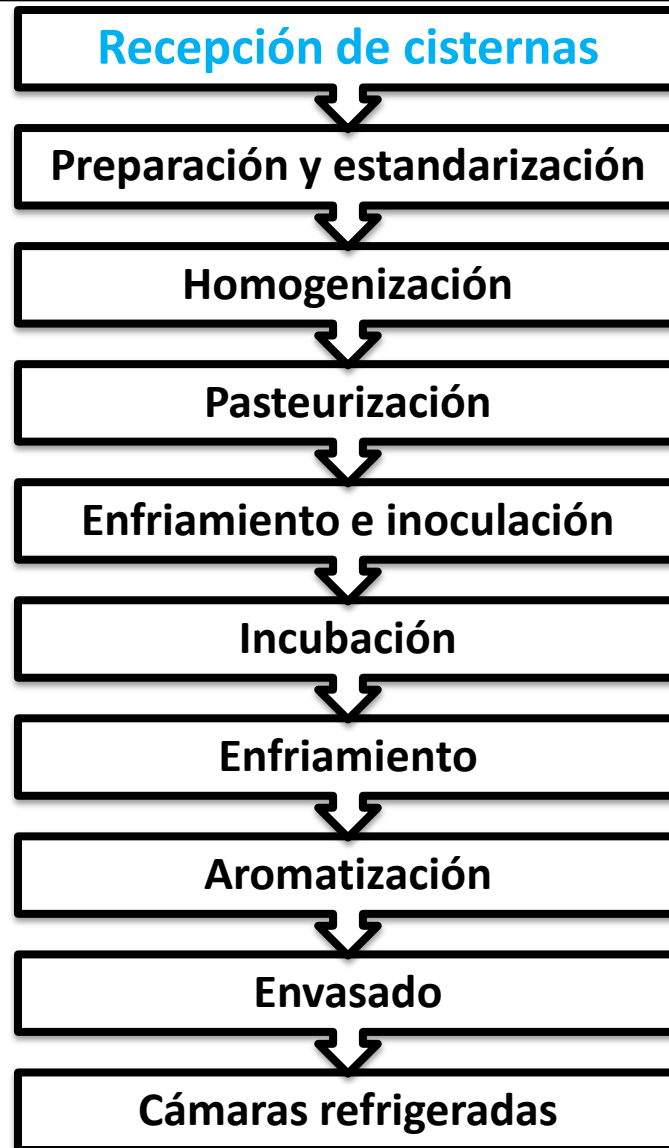 Recepción de cisternas
Preparación y estandarización
Homogenización
Pasteurización
Enfriamiento e inoculación
Incubación
Enfriamiento
Aromatización
Envasado
Cámaras refrigeradas